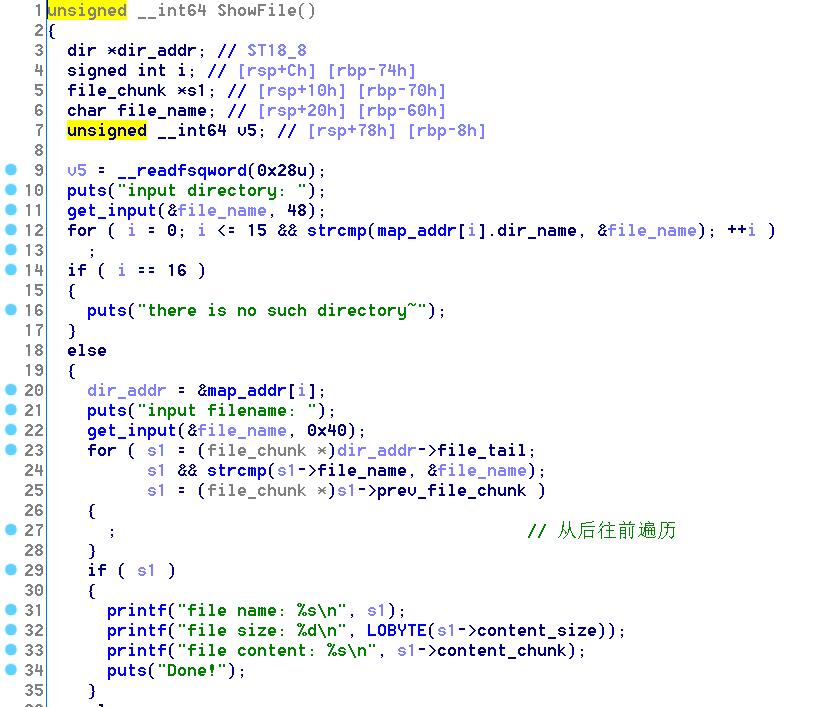 1 unsigned __int64 ShowFile()
2 {
3   dir *dir_addr; // ST18_8
4   signed int i; // [rsp+Ch] [rbp-74h]
5   file_chunk *s1; // [rsp+10h] [rbp-70h]
6   char file_name; // [rsp+20h] [rbp-60h]
7   unsigned __int64 v5; // [rsp+78h] [rbp-8h]
8
9   v5 = __readfsqword(0x28u);
10   puts("input directory: ");
11   get_input(&file_name, 48);
12   for ( i = 0; i <= 15 && strcmp(map_addr[i].dir_name, &file_name); ++i )
13     ;
14   if ( i == 16 )
15   {
16     puts("there is no such directory~");
17   }
18   else
19   {
20     dir_addr = &map_addr[i];
21     puts("input filename: ");
22     get_input(&file_name, 0x40);
23     for ( s1 = (file_chunk *)dir_addr->file_tail;
24           s1 && strcmp(s1->file_name, &file_name);
25           s1 = (file_chunk *)s1->prev_file_chunk )
26     {
27       ; // 从后往前遍历
28     }
29     if ( s1 )
30     {
31       printf("file name: %s\n", s1);
32       printf("file size: %d\n", LOBYTE(s1->content_size));
33       printf("file content: %s\n", s1->content_chunk);
34       puts("Done!");
35     }